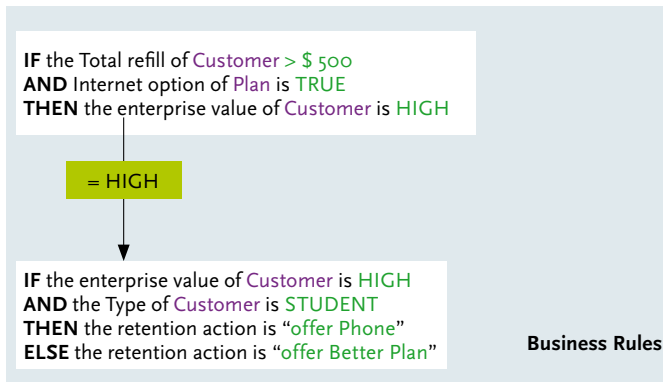 IF the Total refill of Customer > $ 500
AND Internet option of Plan is TRUE
THEN the enterprise value of Customer is HIGH
= HIGH
IF the enterprise value of Customer is HIGH
AND the Type of Customer is STUDENT
THEN the retention action is “offer Phone”
ELSE the retention action is “offer Better Plan”
Business Rules